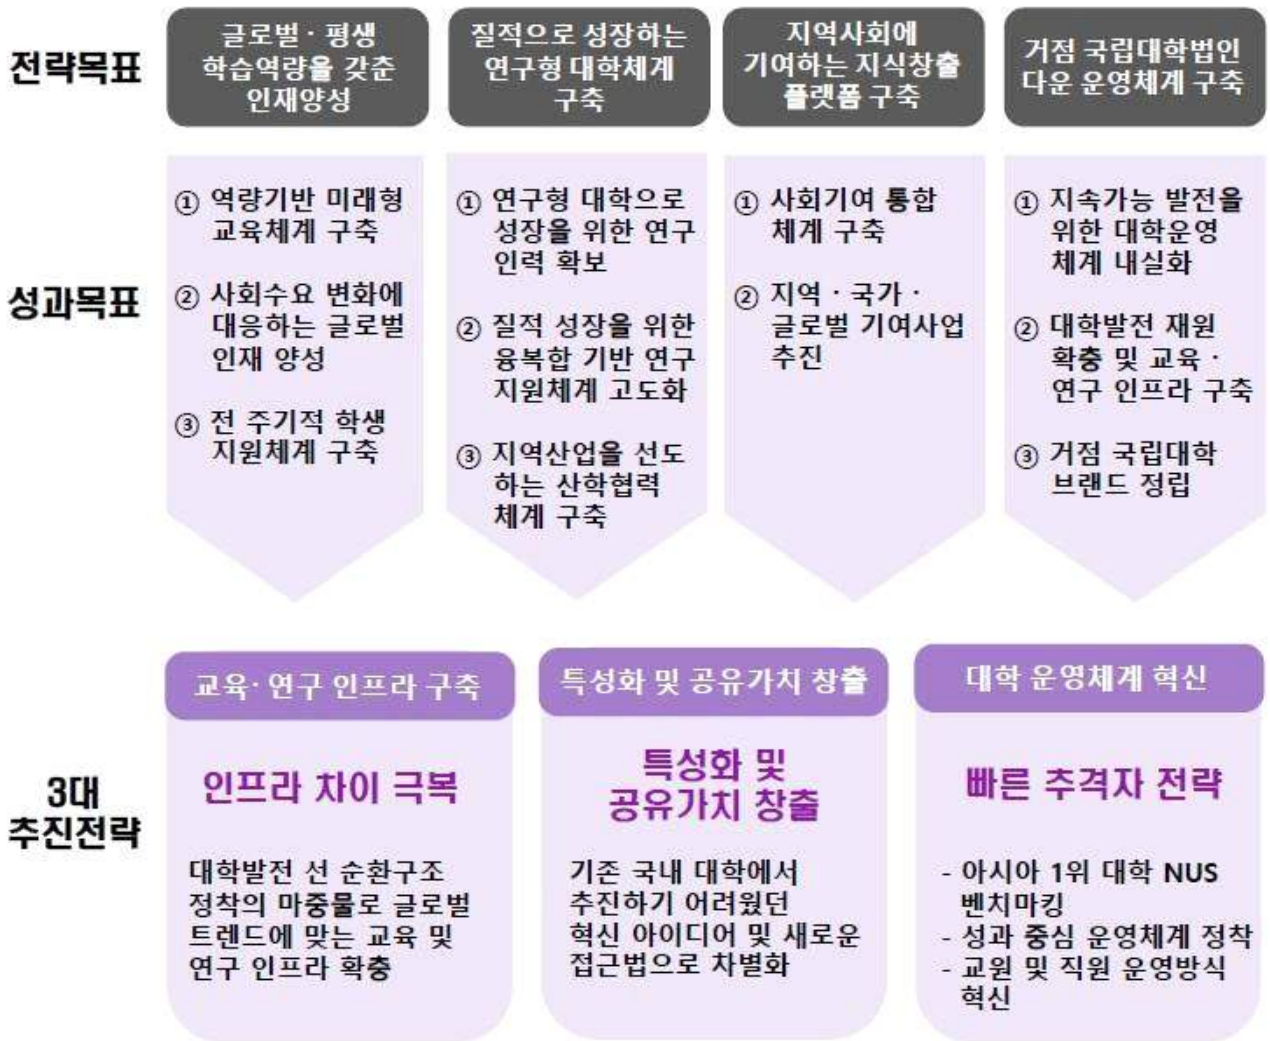 전략목표
글로벌 · 평생
학습역량을 갖춘
인재양성
질적으로 성장하는
연구형 대학체계
구축
지역사회에
기여하는 지식창출
플랫폼 구축
거점 국립대학법인
다운 운영체계 구축
성과목표
① 역량기반 미래형
교육체계 구축
② 사회수요 변화에
대응하는 글로벌
인재 양성
③ 전 주기적 학생
지원체계 구축
① 연구형 대학으로
성장을 위한 연구
인력 확보
② 질적 성장을 위한
융복합 기반 연구
지원체계 고도화
③ 지역산업을 선도
하는 산학협력
체계 구축
① 사회기여 통합
체계 구축
② 지역 · 국가 ·
글로벌 기여사업
추진
① 지속가능 발전을
위한 대학운영
체계 내실화
② 대학발전 재원
확충 및 교육 ·
연구 인프라 구축
③ 거점 국립대학
브랜드 정립
3대
추진전략
교육· 연구 인프라 구축
인프라 차이 극복
대학발전 선 순환구조
정착의 마중물로 글로벌
트렌드에 맞는 교육 및
연구 인프라 확충
특성화 및 공유가치 창출
특성화 및
공유가치 창출
기존 국내 대학에서
추진하기 어려웠던
혁신 아이디어 및 새로운
접근법으로 차별화
대학 운영체계 혁신
빠른 추격자 전략
- 아시아 1위 대학 NUS
벤치마킹
- 성과 중심 운영체계 정착
- 교원 및 직원 운영방식
혁신